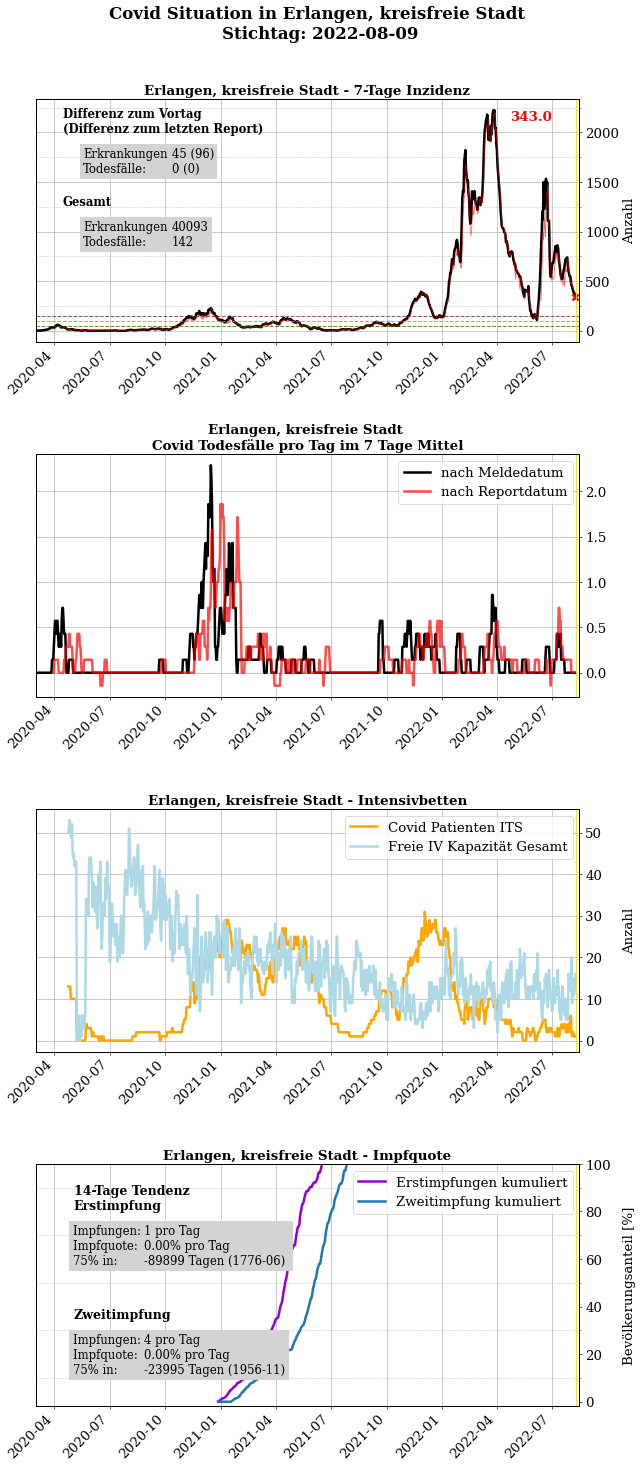 Covid Situation in Erlangen, kreisfreie Stadt
Stichtag: 2022-08-09
Erlangen, kreisfreie Stadt - 7-Tage Inzidenz
Differenz zum Vortag
(Differenz zum letzten Report)
Erkrankungen 45 (96)
Todesfälle: 0 (0)
Gesamt
Erkrankungen 40093
Todesfälle: 142
343.0
2000
1500
1000
500
0
Anzahl
2020-04 2020-07 2020-10 2021-01 2021-04 2021-07 2021-10 2022-01 2022-04 2022-07
Erlangen, kreisfreie Stadt
Covid Todesfälle pro Tag im 7 Tage Mittel
nach Meldedatum
nach Reportdatum
2.0
1.5
1.0
0.5
0.0
2020-04 2020-07 2020-10 2021-01 2021-04 2021-07 2021-10 2022-01 2022-04 2022-07
Erlangen, kreisfreie Stadt - Intensivbetten
Covid Patienten ITS
Freie IV Kapazität Gesamt
50
40
30
20
10
0
Anzahl
2020-04 2020-07 2020-10 2021-01 2021-04 2021-07 2021-10 2022-01 2022-04 2022-07
Erlangen, kreisfreie Stadt - Impfquote
14-Tage Tendenz
Erstimpfung
Impfungen: 1 pro Tag
Impfquote: 0.00% pro Tag
75% in: -89899 Tagen (1776-06)
Zweitimpfung
Impfungen: 4 pro Tag
Impfquote: 0.00% pro Tag
75% in: -23995 Tagen (1956-11)
Erstimpfungen kumuliert
Zweitimpfung kumuliert
100
80
60
40
20
0
Bevölkerungsanteil [%]
2020-04 2020-07 2020-10 2021-01 2021-04 2021-07 2021-10 2022-01 2022-04 2022-07